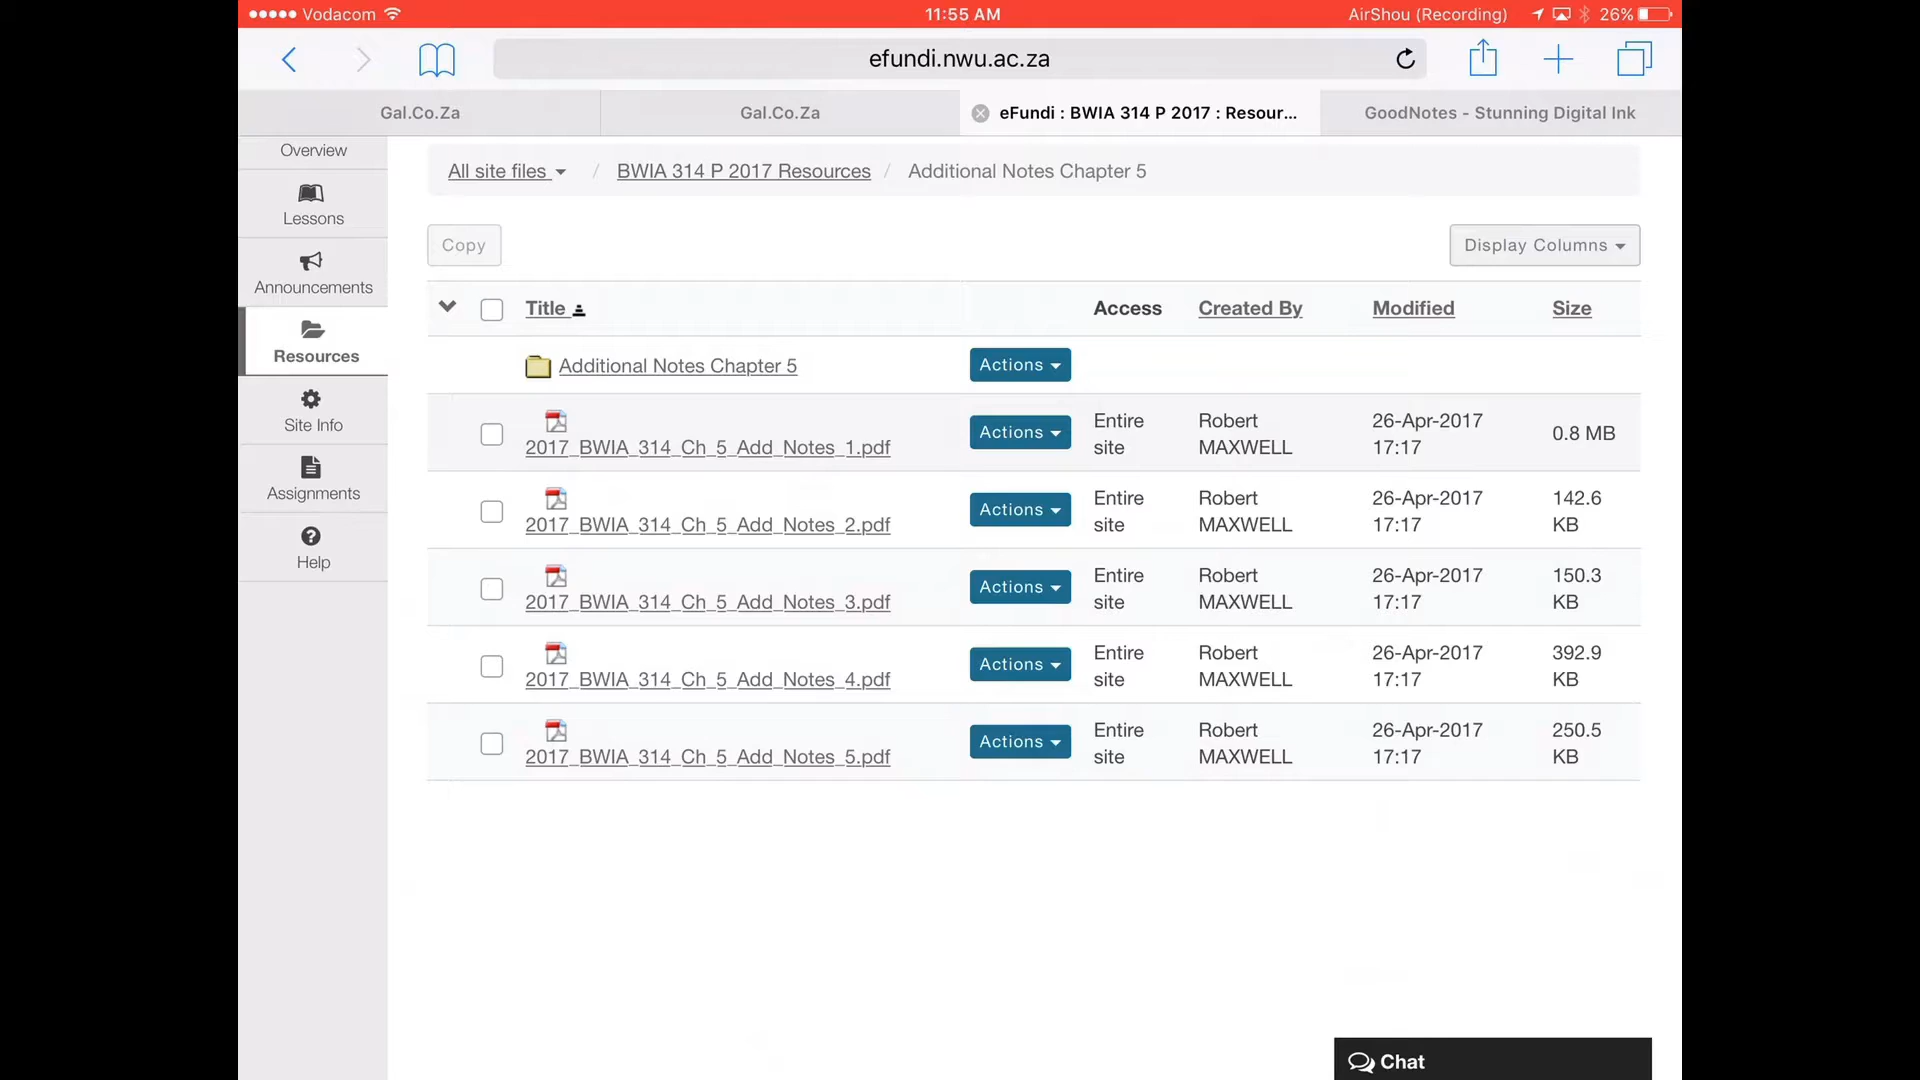 Vodacom
11:55 AM
AirShou (Recording)
26%
efundi.nwu.ac.za
Gal.Co.Za
Gal.Co.Za
eFundi : BWIA 314 P 2017 : Resour...
GoodNotes - Stunning Digital Ink
Overview
Lessons
Announcements
Resources
Site Info
Assignments
Help
All site files / BWIA 314 P 2017 Resources / Additional Notes Chapter 5
Copy
Display Columns
Title
Access
Created By
Modified
Size
Additional Notes Chapter 5
Actions
2017_BWIA_314_Ch_5_Add_Notes_1.pdf
Actions
Entire
site
Robert
MAXWELL
26-Apr-2017
17:17
0.8 MB
2017_BWIA_314_Ch_5_Add_Notes_2.pdf
Actions
Entire
site
Robert
MAXWELL
26-Apr-2017
17:17
142.6
KB
2017_BWIA_314_Ch_5_Add_Notes_3.pdf
Actions
Entire
site
Robert
MAXWELL
26-Apr-2017
17:17
150.3
KB
2017_BWIA_314_Ch_5_Add_Notes_4.pdf
Actions
Entire
site
Robert
MAXWELL
26-Apr-2017
17:17
392.9
KB
2017_BWIA_314_Ch_5_Add_Notes_5.pdf
Actions
Entire
site
Robert
MAXWELL
26-Apr-2017
17:17
250.5
KB
Chat